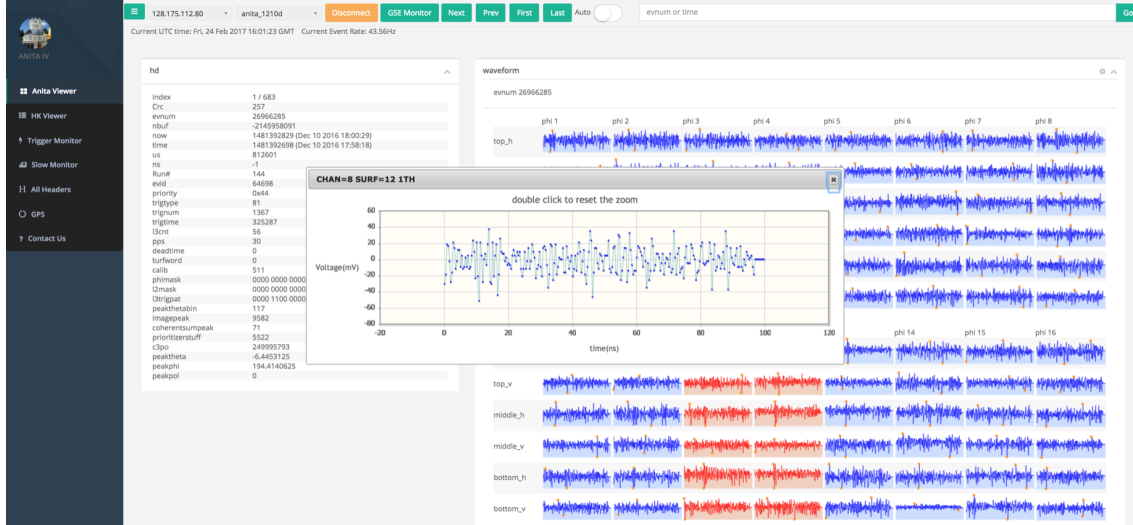 128.175.112.80 anita_1210d Disconnect GSE Monitor Next Prev First Last Auto evnum or time Go
Current UTC time: Fri, 24 Feb 2017 16:01:23 GMT Current Event Rate: 43.56Hz
ANITA IV
Anita Viewer
HK Viewer
Trigger Monitor
Slow Monitor
All Headers
GPS
Contact Us
hd
index 1 / 683
Crc 257
evnum 26966285
nbuf -2145958091
now 1481392829 (Dec 10 2016 18:00:29)
time 1481392698 (Dec 10 2016 17:58:18)
us 812601
ns -1
Run# 144
evid 64698
priority 0x44
trigtype 81
trignum 1367
trigtime 325287
l3cnt 56
pps 30
deadtime 0
turfword 0
calib 511
phimask 0000 0000 0000
l2mask 0000 0000 0000
l3trigpat 0000 1100 0000
peakthetabin 117
imagepeak 9582
coherentsumpeak 71
prioritizerstuff 5522
c3po 249995793
peaktheta -6.4453125
peakphi 194.4140625
peakpol 0
waveform
evnum 26966285
phi 1 phi 2 phi 3 phi 4 phi 5 phi 6 phi 7 phi 8
top_h
CHAN=8 SURF=12 1TH
double click to reset the zoom
60
40
20
0
-20
-40
-60
-80
Voltage(mV)
-20 0 20 40 60 80 100 120
time(ns)
phi 14 phi 15 phi 16
top_v
middle_h
middle_v
bottom_h
bottom_v